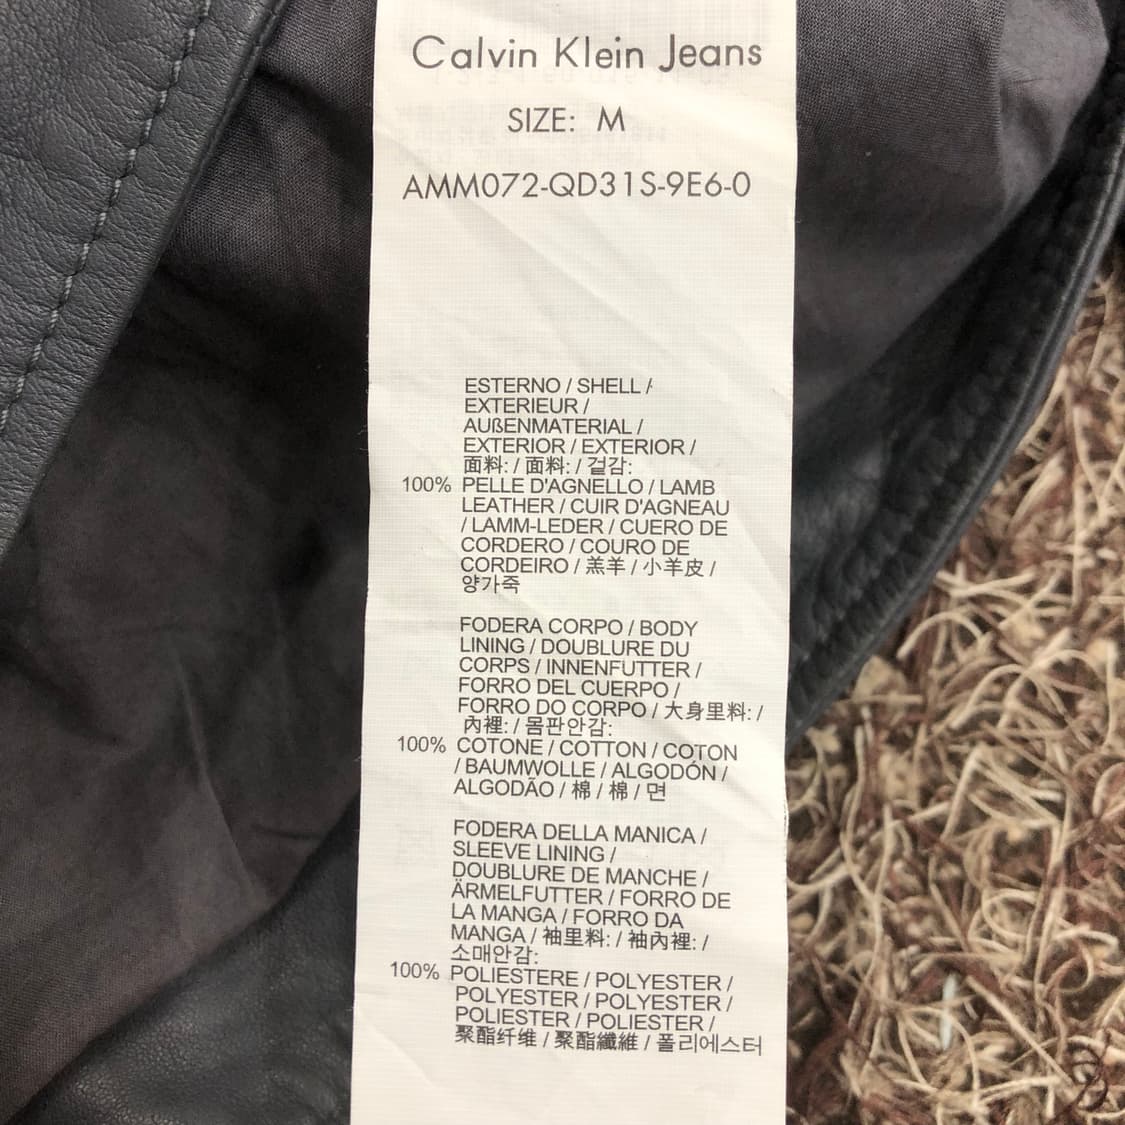 Calvin Klein Jeans
SIZE: M
AMM072-QD31S-9E6-0
ESTERNO / SHELL /
EXTERIEUR /
AUßENMATERIAL /
EXTERIOR / EXTERIOR /
面料: / 面料: / 겉감:
100% PELLE D'AGNELLO / LAMB
LEATHER / CUIR D'AGNEAU
/ LAMM-LEDER / CUERO DE
CORDERO / COURO DE
CORDEIRO / 羔羊 / 小羊皮 /
양가죽
FODERA CORPO / BODY
LINING / DOUBLURE DU
CORPS / INNENFUTTER /
FORRO DEL CUERPO /
FORRO DO CORPO / 大身里料: /
內裡: / 몸판안감:
100% COTONE / COTTON / COTON
/ BAUMWOLLE / ALGODÓN /
ALGODÃO / 棉 / 棉 / 면
FODERA DELLA MANICA /
SLEEVE LINING /
DOUBLURE DE MANCHE /
ÄRMELFUTTER / FORRO DE
LA MANGA / FORRO DA
MANGA / 袖里料: / 袖內裡: /
소매안감:
100% POLIESTERE / POLYESTER /
POLYESTER / POLYESTER /
POLIESTER / POLIESTER /
聚酯纤维 / 聚酯纖維 / 폴리에스터